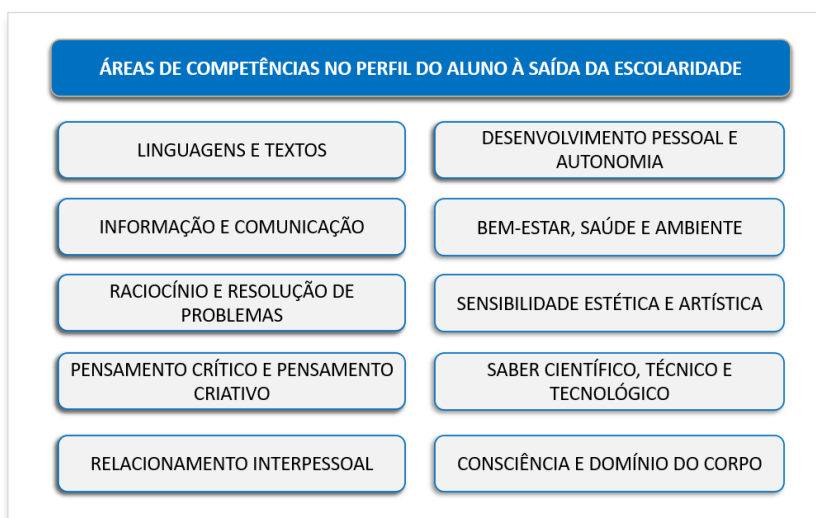 ÁREAS DE COMPETÊNCIAS NO PERFIL DO ALUNO À SAÍDA DA ESCOLARIDADE
LINGUAGENS E TEXTOS
INFORMAÇÃO E COMUNICAÇÃO
RACIOCÍNIO E RESOLUÇÃO DE
PROBLEMAS
PENSAMENTO CRÍTICO E PENSAMENTO
CRIATIVO
RELACIONAMENTO INTERPESSOAL
DESENVOLVIMENTO PESSOAL E
AUTONOMIA
BEM-ESTAR, SAÚDE E AMBIENTE
SENSIBILIDADE ESTÉTICA E ARTÍSTICA
SABER CIENTÍFICO, TÉCNICO E
TECNOLÓGICO
CONSCIÊNCIA E DOMÍNIO DO CORPO